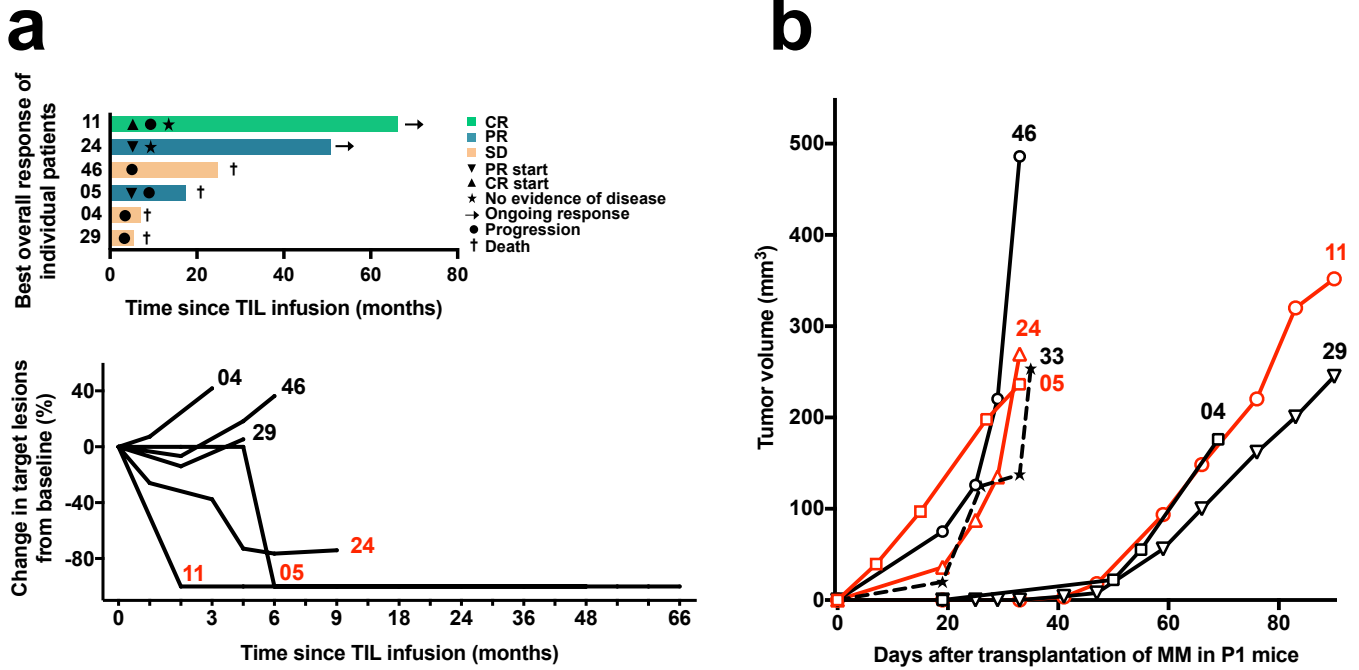 a
Best overall response of
individual patients
11
24
46
05
04
29
0 20 40 60 80
Time since TIL infusion (months)
CR
PR
SD
PR start
CR start
No evidence of disease
Ongoing response
Progression
Death
Change in target lesions
from baseline (%)
40
0
-40
-80
04
46
29
24
11
05
0 3 6 9 18 24 36 48 66
Time since TIL infusion (months)
b
Tumor volume (mm3)
500
400
300
200
100
0
46
24
33
05
04
11
29
0 20 40 60 80
Days after transplantation of MM in P1 mice